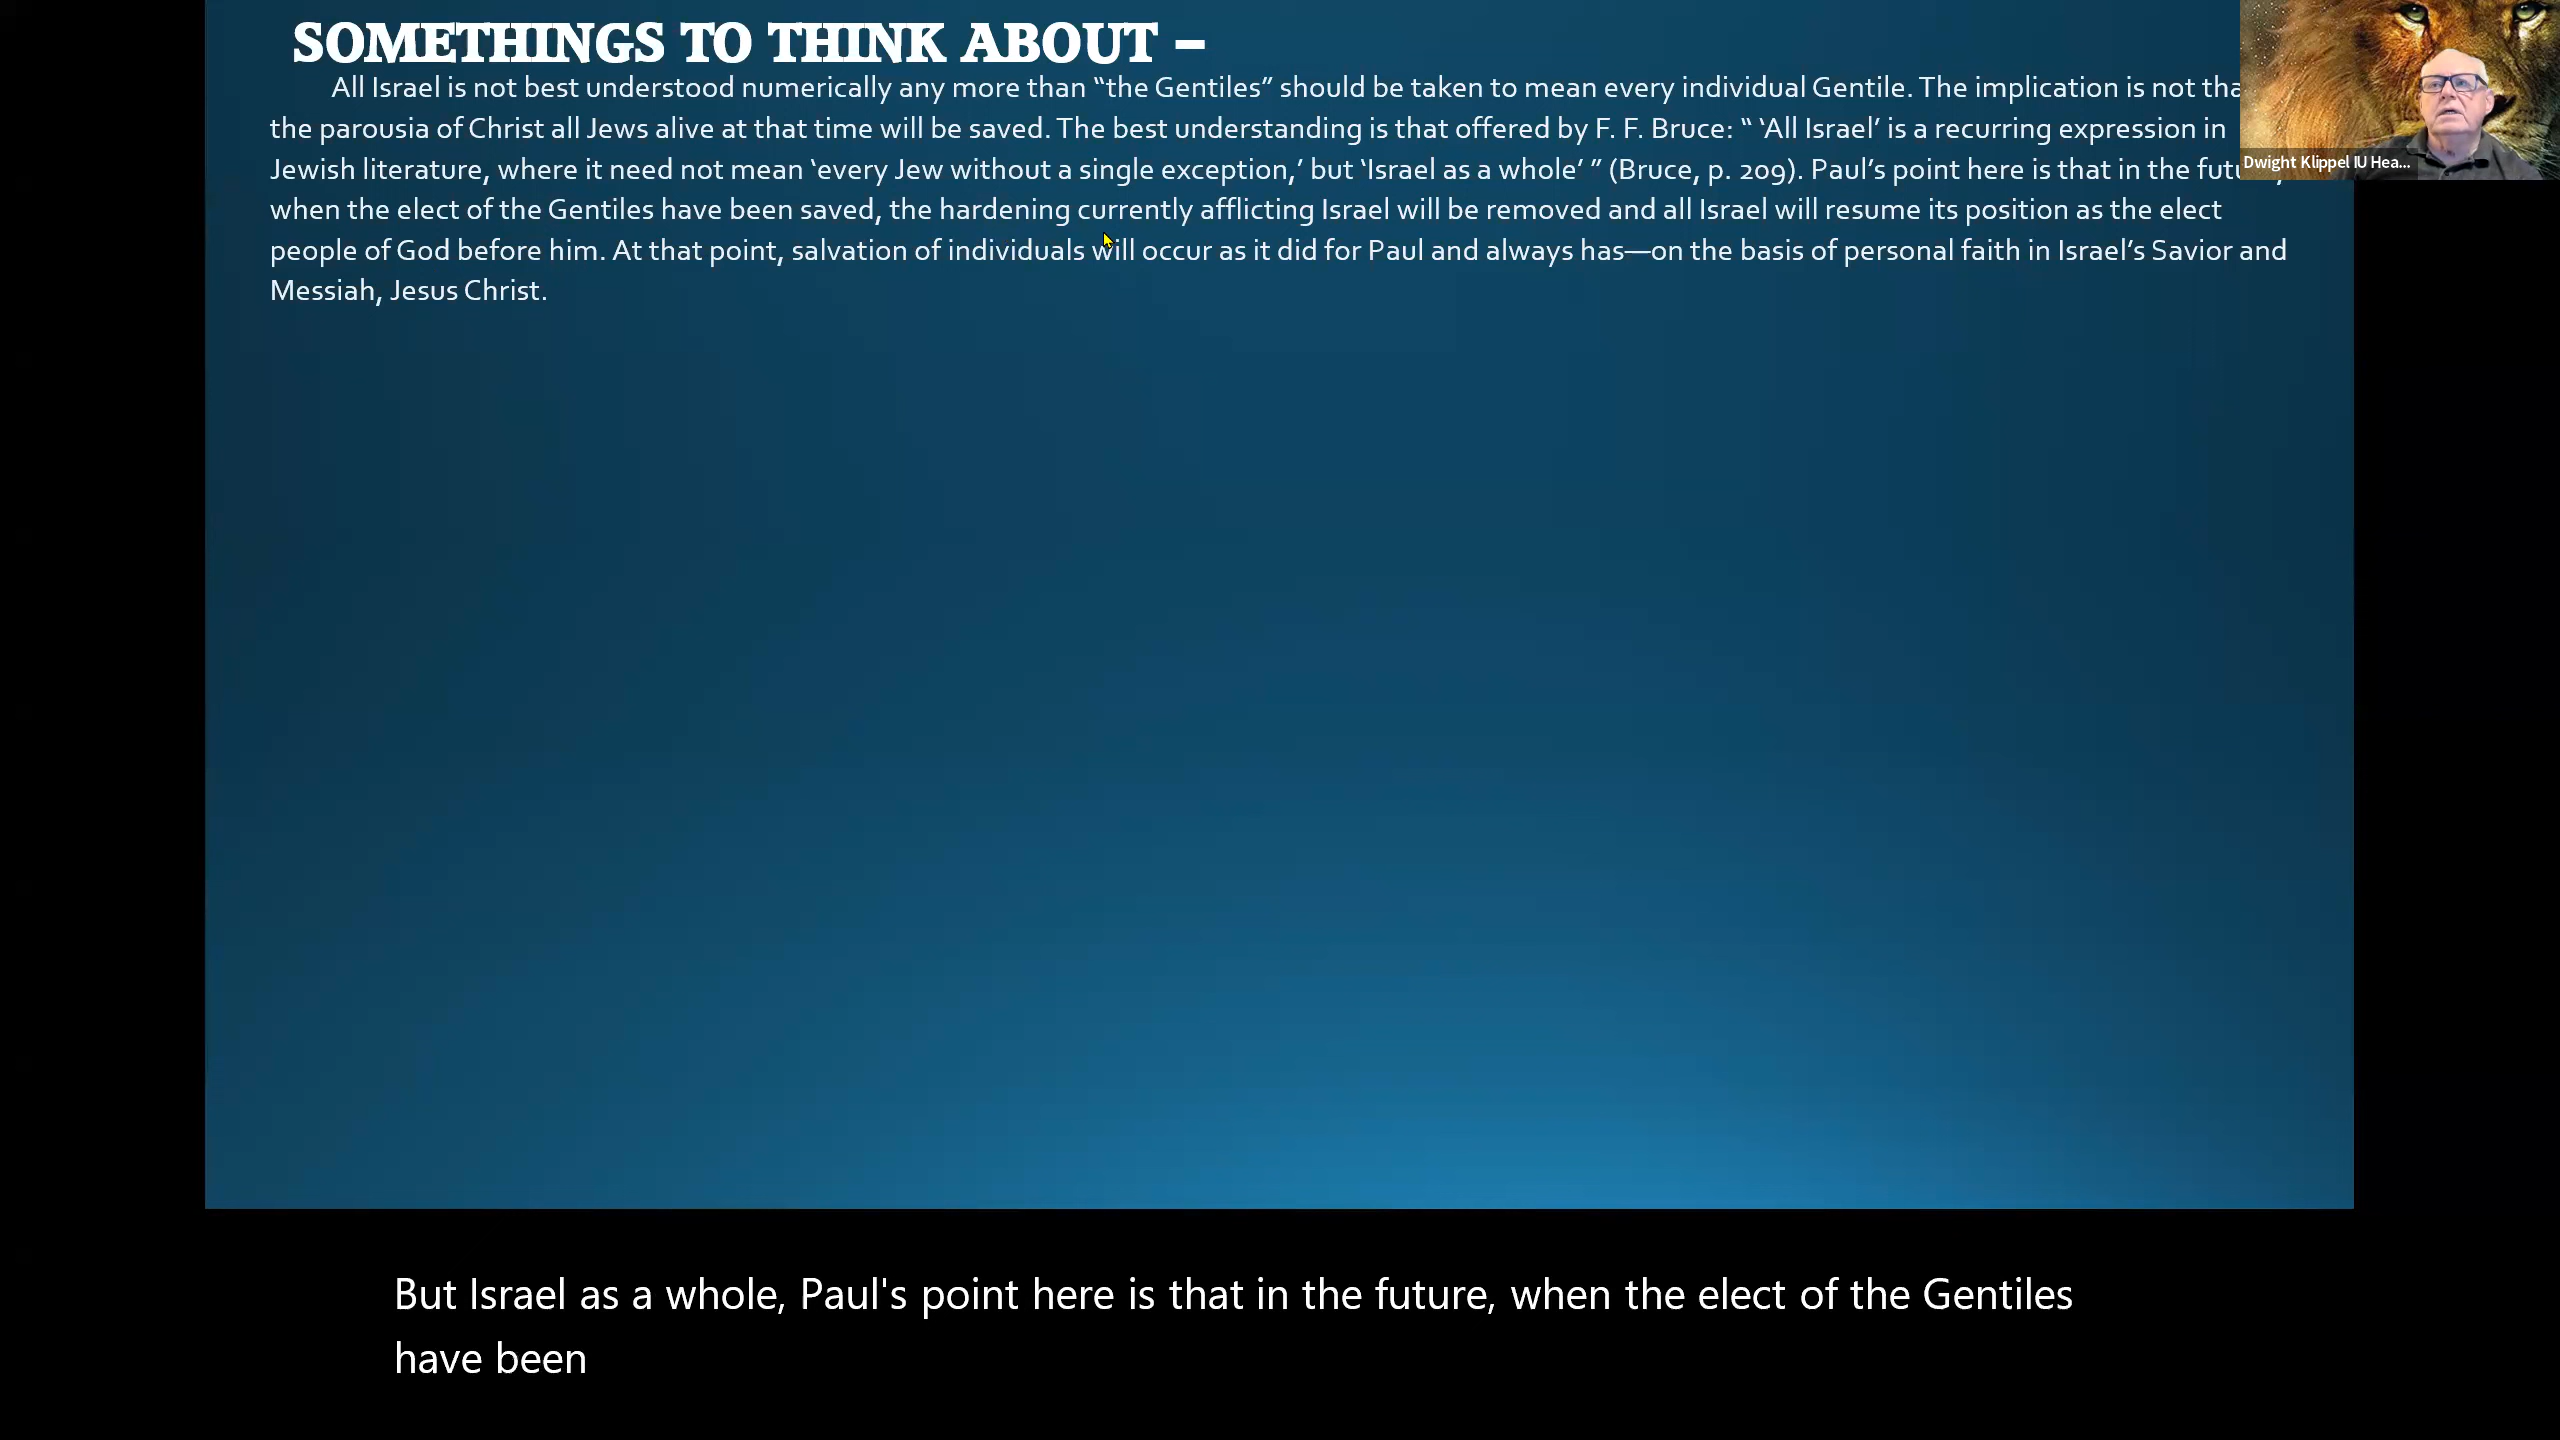 SOMETHINGS TO THINK ABOUT –
All Israel is not best understood numerically any more than “the Gentiles” should be taken to mean every individual Gentile. The implication is not
the parousia of Christ all Jews alive at that time will be saved. The best understanding is that offered by F. F. Bruce: “ ‘All Israel’ is a recurring expression in
Jewish literature, where it need not mean ‘every Jew without a single exception,’ but ‘Israel as a whole’ ” (Bruce, p. 209). Paul’s point here is that in the
when the elect of the Gentiles have been saved, the hardening currently afflicting Israel will be removed and all Israel will resume its position as the elect
people of God before him. At that point, salvation of individuals will occur as it did for Paul and always has—on the basis of personal faith in Israel’s Savior and
Messiah, Jesus Christ.
Dwight Klippel IU Hea...
But Israel as a whole, Paul's point here is that in the future, when the elect of the Gentiles
have been